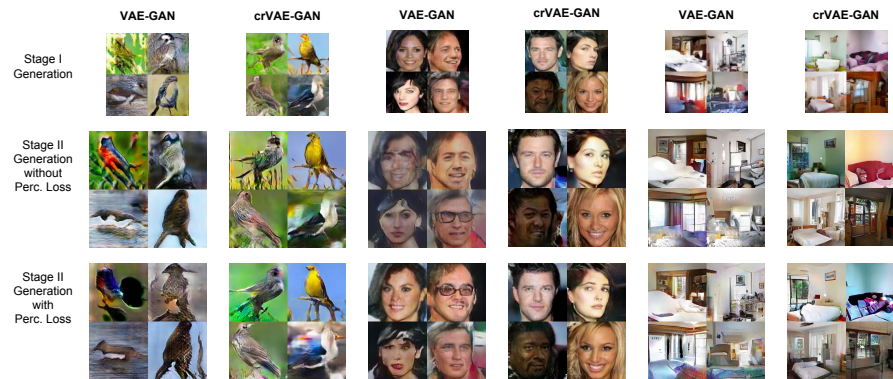 VAE-GAN crVAE-GAN VAE-GAN crVAE-GAN VAE-GAN crVAE-GAN
Stage I
Generation
Stage II
Generation
without
Perc. Loss
Stage II
Generation
with
Perc. Loss